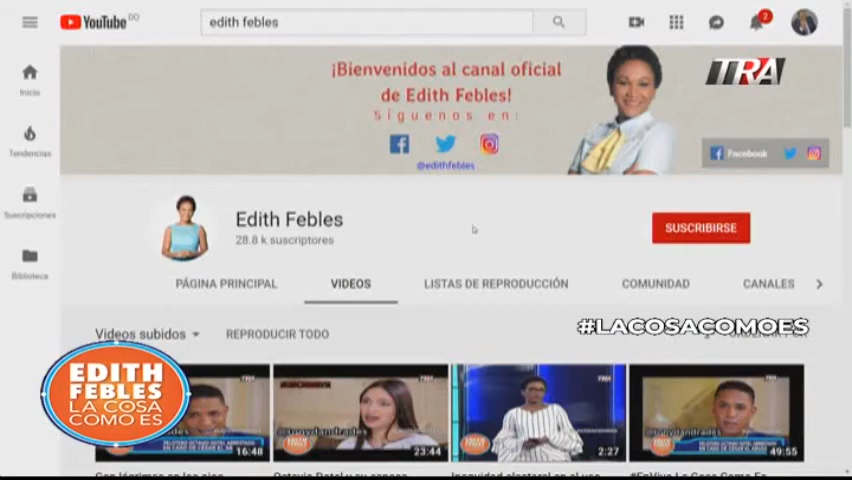 YouTube DO
edith febles
2
¡Bienvenidos al canal oficial
de Edith Febles!
Síguenos en:
@edithfebles
TRA
Facebook
Inicio
Tendencias
Suscripciones
Biblioteca
Edith Febles
28.8 k suscriptores
SUSCRIBIRSE
PÁGINA PRINCIPAL
VIDEOS
LISTAS DE REPRODUCCIÓN
COMUNIDAD
CANALES
#LACOSACOMOES
Videos subidos
REPRODUCIR TODO
EDITH
FEBLES
LA COSA
COMO ES
16:48
23:44
2:27
49:55